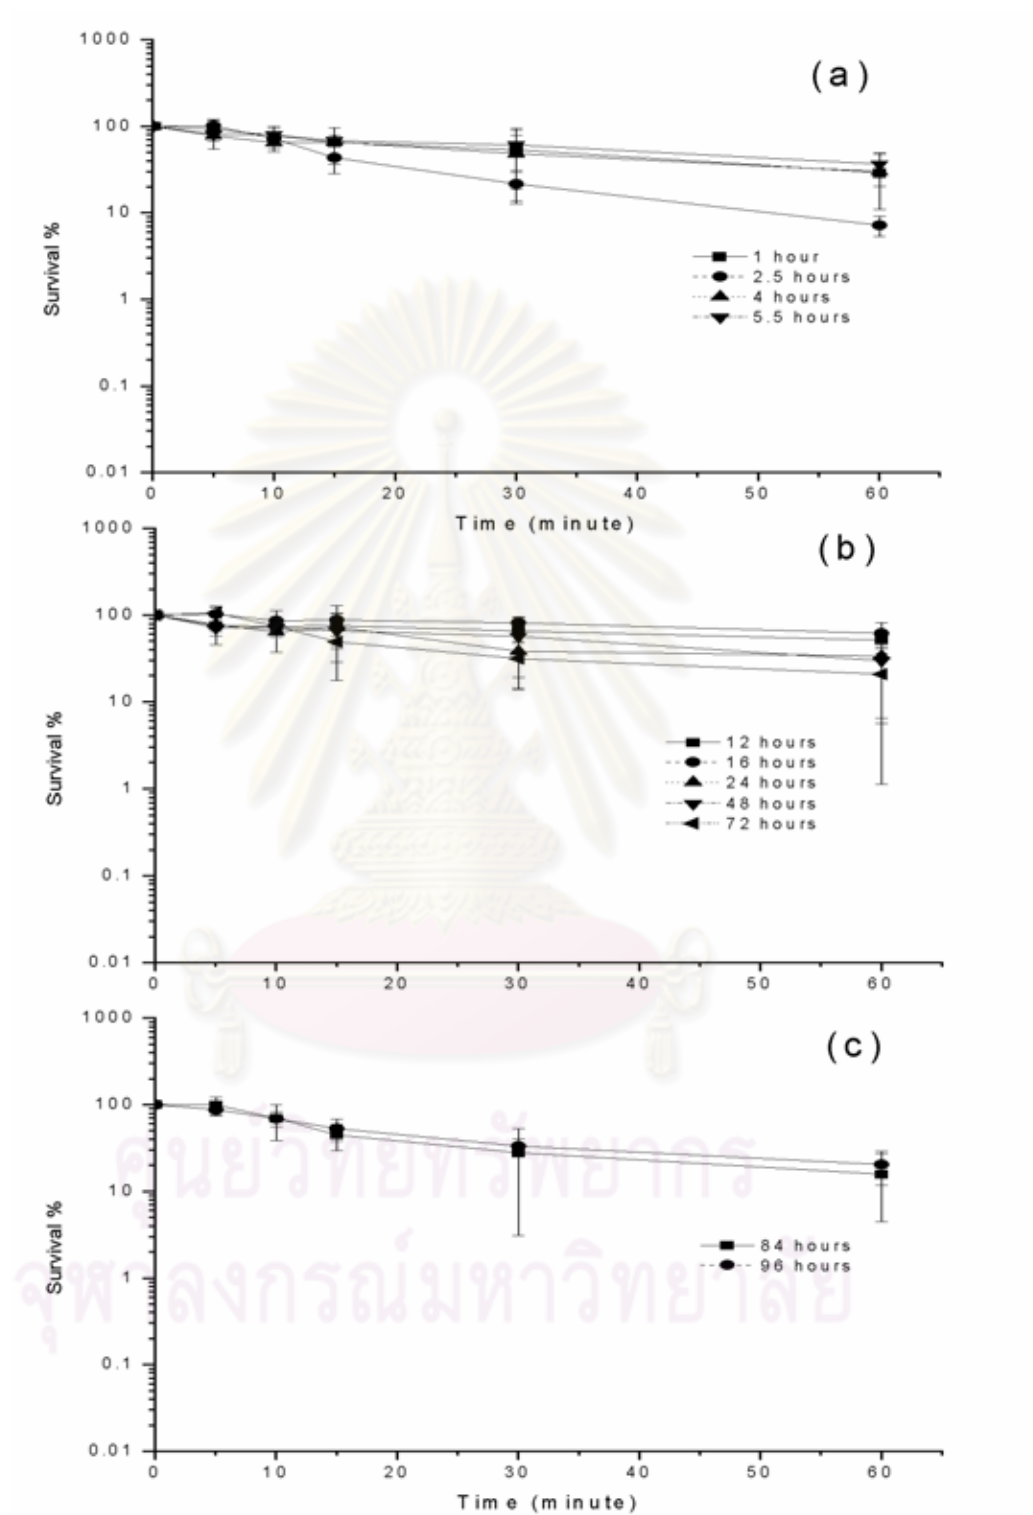 (a)
1000
100
10
1
0.1
0.01
Survival %
1 hour
2.5 hours
4 hours
5.5 hours
0 10 20 30 40 50 60
Time (minute)
(b)
1000
100
10
1
0.1
0.01
Survival %
12 hours
16 hours
24 hours
48 hours
72 hours
0 10 20 30 40 50 60
(c)
1000
100
10
1
0.1
0.01
Survival %
84 hours
96 hours
0 10 20 30 40 50 60
Time (minute)
ศูนย์วิทยทรัพยากร
จุฬาลงกรณ์มหาวิทยาลัย